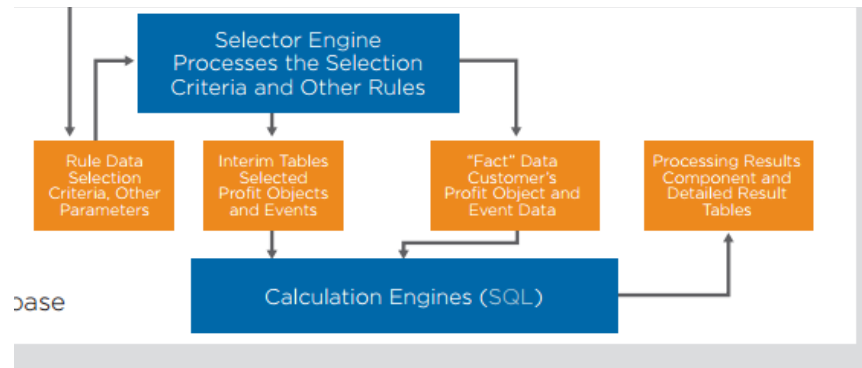 Selector Engine
Processes the Selection
Criteria and Other Rules
Rule Data
Selection
Criteria, Other
Parameters
Interim Tables
Selected
Profit Objects
and Events
"Fact" Data
Customer's
Profit Object and
Event Data
Processing Results
Component and
Detailed Result
Tables
Calculation Engines (SQL)
base